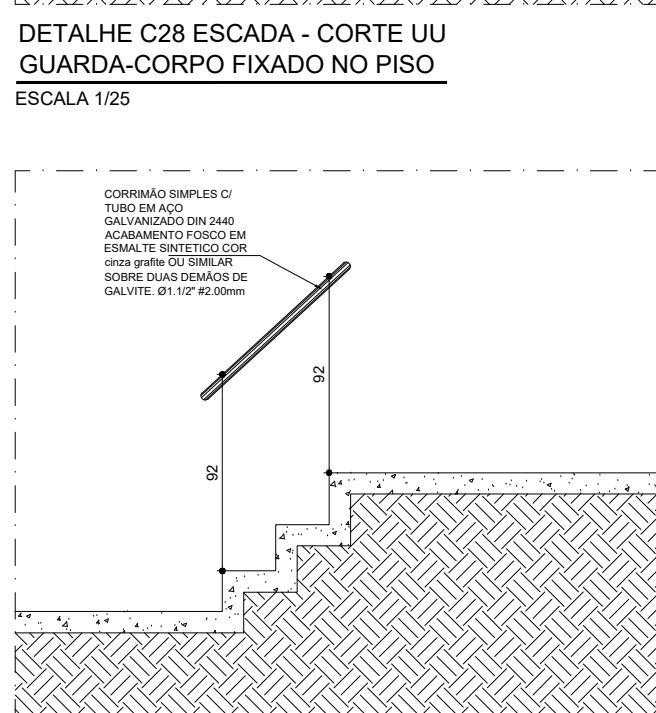 DETALHE C28 ESCADA - CORTE UU
GUARDA-CORPO FIXADO NO PISO
ESCALA 1/25
CORRIMÃO SIMPLES C/
TUBO EM AÇO
GALVANIZADO DIN 2440
ACABAMENTO FOSCO EM
ESMALTE SINTETICO COR
cinza grafite OU SIMILAR
SOBRE DUAS DEMÃOS DE
GALVITE. Ø1.1/2" #2.00mm
92
92